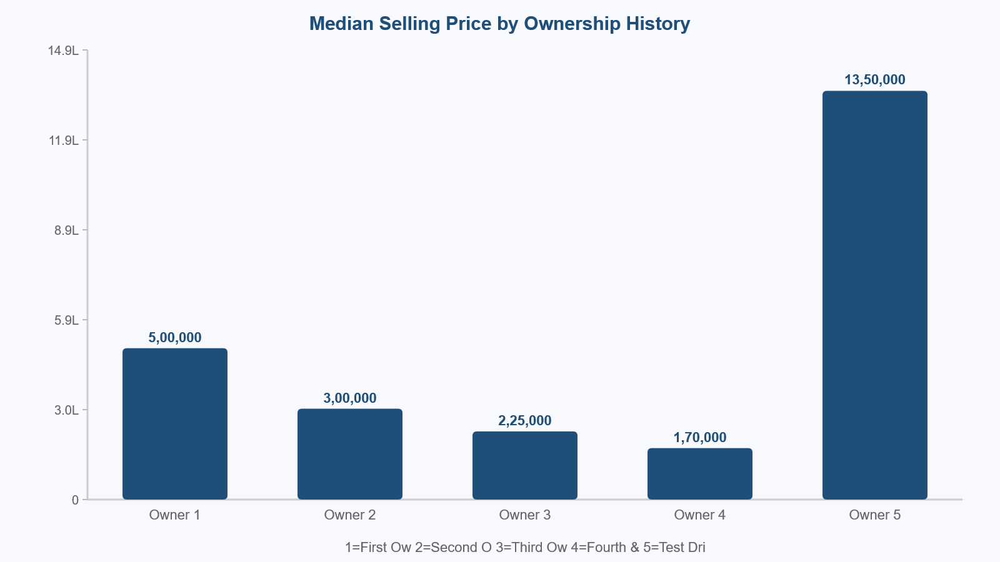 Median Selling Price by Ownership History
14.9L
11.9L
8.9L
5.9L
3.0L
0
5,00,000
3,00,000
2,25,000
1,70,000
13,50,000
Owner 1
Owner 2
Owner 3
Owner 4
Owner 5
1=First Ow 2=Second O 3=Third Ow 4=Fourth & 5=Test Dri